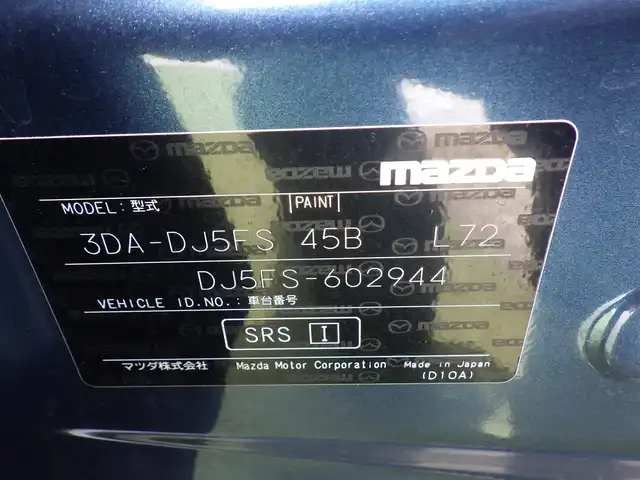 mazda
MODEL:型式 |PAINT|
3DA-DJ5FS 45B L72
DJ5FS-602944
VEHICLE ID.NO.:車台番号
SRS I
マツダ株式会社 Mazda Motor Corporation Made in Japan
(D10A)